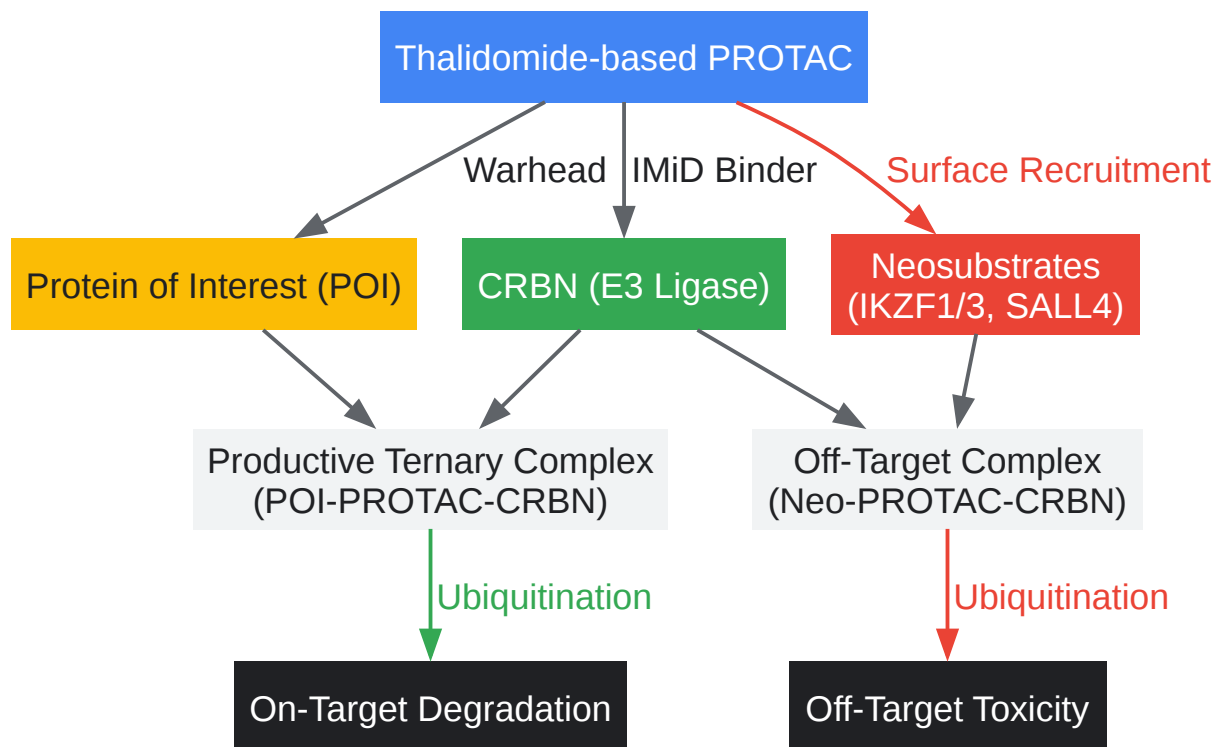 Thalidomide-based PROTAC
Warhead
IMiD Binder
Surface Recruitment
Protein of Interest (POI)
CRBN (E3 Ligase)
Neosubstrates
(IKZF1/3, SALL4)
Productive Ternary Complex
(POI-PROTAC-CRBN)
Off-Target Complex
(Neo-PROTAC-CRBN)
Ubiquitination
Ubiquitination
On-Target Degradation
Off-Target Toxicity